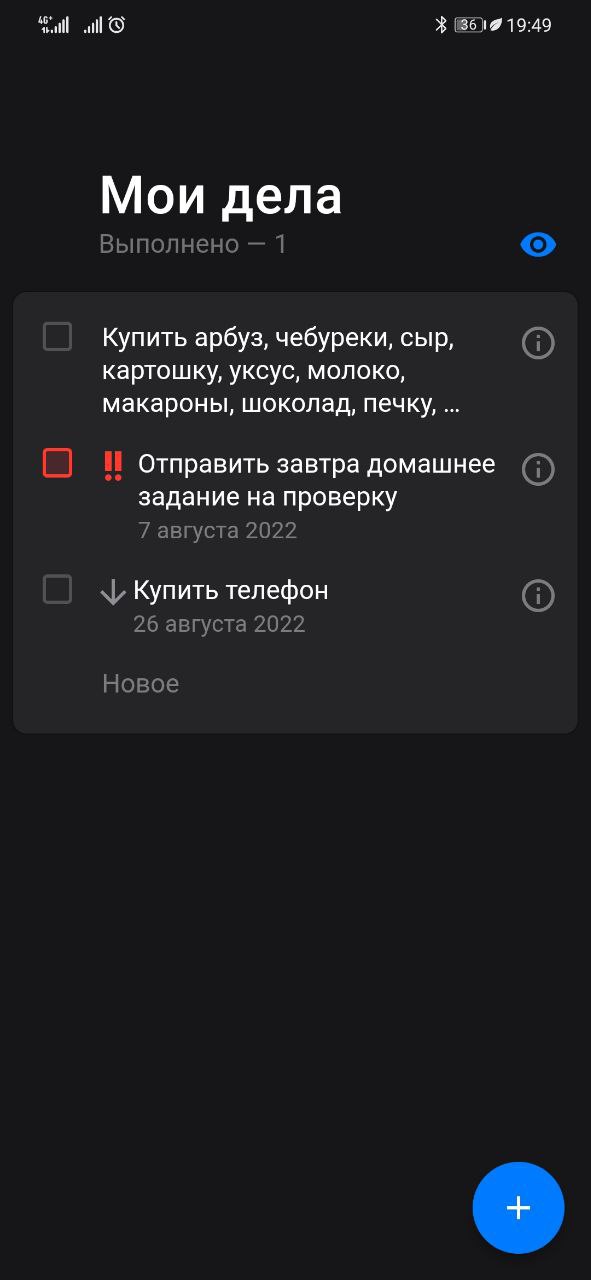 4G+ 36 19:49
Мои дела
Выполнено — 1
Купить арбуз, чебуреки, сыр,
картошку, уксус, молоко,
макароны, шоколад, печку, ...
!! Отправить завтра домашнее
задание на проверку
7 августа 2022
Купить телефон
26 августа 2022
Новое